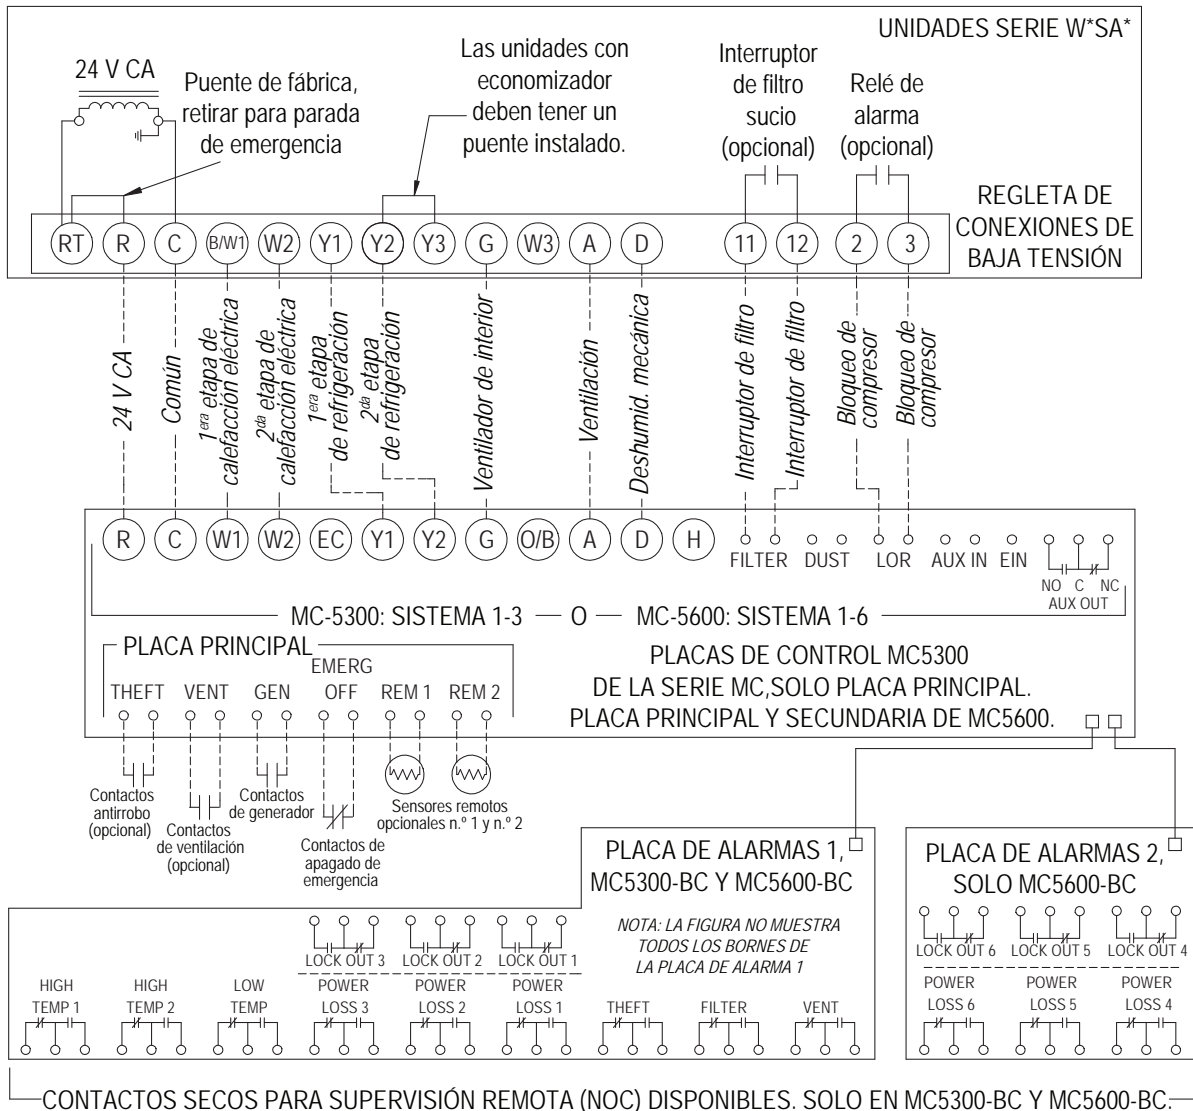 UNIDADES SERIE W*SA*
24 V CA
Puente de fábrica,
retirar para parada
de emergencia
Las unidades con
economizador
deben tener un
puente instalado.
Interruptor
de filtro
sucio
(opcional)
Relé de
alarma
(opcional)
REGLETA DE
CONEXIONES DE
BAJA TENSIÓN
RT R C B/W1 W2 Y1 Y2 Y3 G W3 A D 11 12 2 3
24 V CA
Común
1era etapa de
calefacción eléctrica
2da etapa de
calefacción eléctrica
1era etapa
de refrigeración
2da etapa
de refrigeración
Ventilador de interior
Ventilación
Deshumid. mecánica
Interruptor de filtro
Interruptor de filtro
Bloqueo de
compresor
Bloqueo de
compresor
R C W1 W2 EC Y1 Y2 G O/B A D H
FILTER DUST LOR AUX IN EIN
NO C NC
AUX OUT
MC-5300: SISTEMA 1-3 O MC-5600: SISTEMA 1-6
PLACA PRINCIPAL
PLACAS DE CONTROL MC5300
DE LA SERIE MC,SOLO PLACA PRINCIPAL.
PLACA PRINCIPAL Y SECUNDARIA DE MC5600.
EMERG
THEFT VENT GEN OFF REM 1 REM 2
Contactos
antirrobo
(opcional)
Contactos
de ventilación
(opcional)
Contactos
de generador
Contactos de
apagado de
emergencia
Sensores remotos
opcionales n.º 1 y n.º 2
PLACA DE ALARMAS 1,
MC5300-BC Y MC5600-BC
NOTA: LA FIGURA NO MUESTRA
TODOS LOS BORNES DE
LA PLACA DE ALARMA 1
LOCK OUT 3 LOCK OUT 2 LOCK OUT 1
HIGH
TEMP 1
HIGH
TEMP 2
LOW
TEMP
POWER
LOSS 3
POWER
LOSS 2
POWER
LOSS 1
THEFT
FILTER
VENT
PLACA DE ALARMAS 2,
SOLO MC5600-BC
LOCK OUT 6 LOCK OUT 5 LOCK OUT 4
POWER
LOSS 6
POWER
LOSS 5
POWER
LOSS 4
CONTACTOS SECOS PARA SUPERVISIÓN REMOTA (NOC) DISPONIBLES. SOLO EN MC5300-BC Y MC5600-BC.